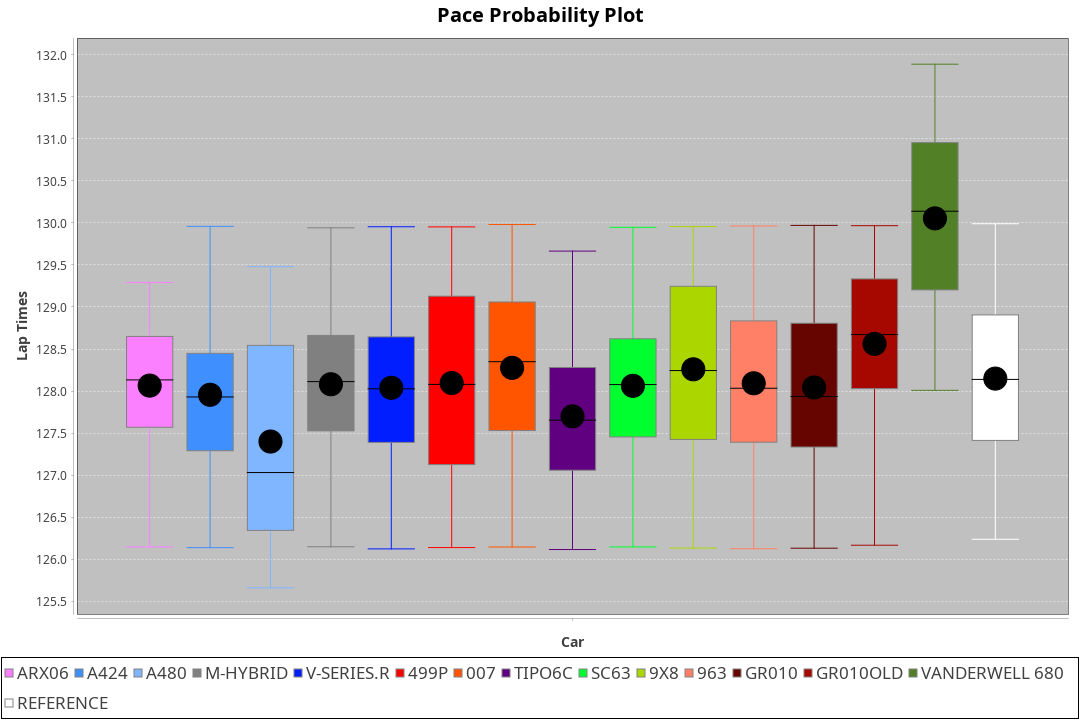 Pace Probability Plot
132.0
131.5
131.0
130.5
130.0
129.5
129.0
128.5
128.0
127.5
127.0
126.5
126.0
125.5
Lap Times
Car
ARX06 A424 A480 M-HYBRID V-SERIES.R 499P 007 TIPO6C SC63 9X8 963 GR010 GR010OLD VANDERWELL 680
REFERENCE